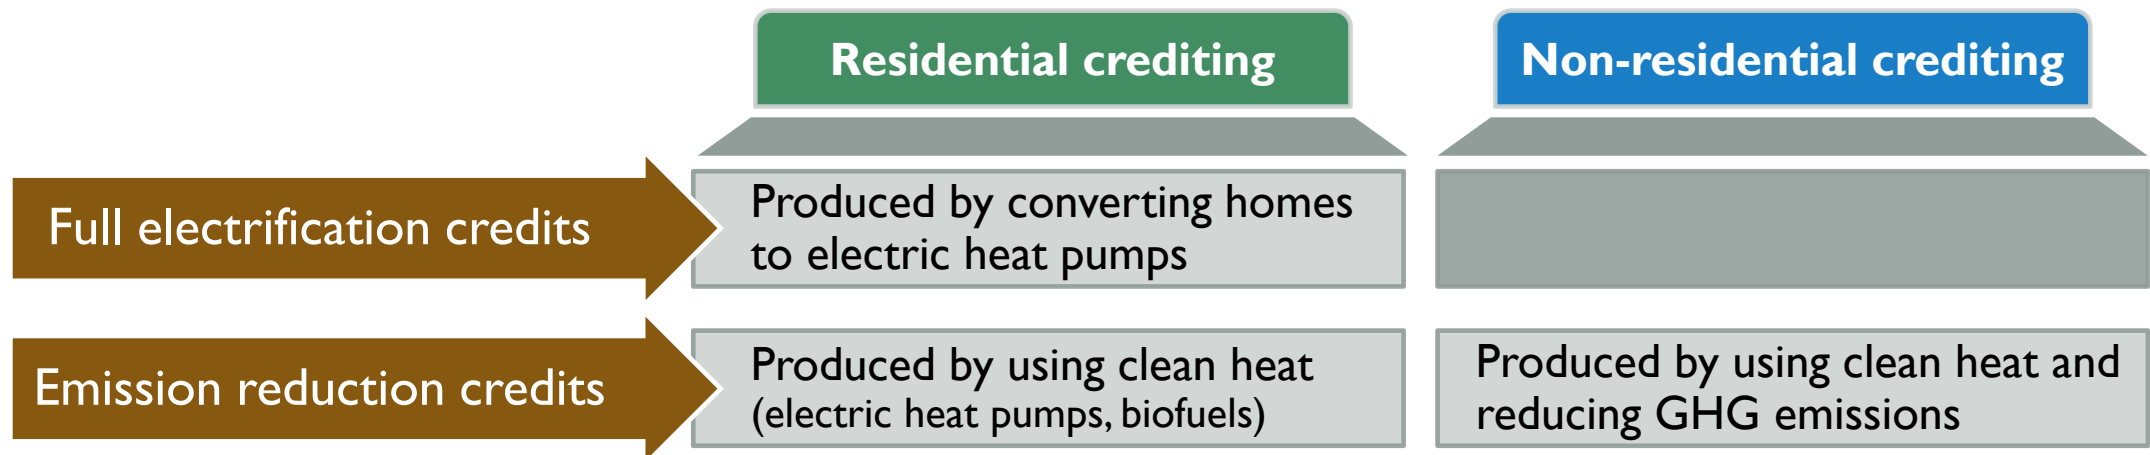 Residential crediting
Non-residential crediting
Full electrification credits
Produced by converting homes
to electric heat pumps
Emission reduction credits
Produced by using clean heat
(electric heat pumps, biofuels)
Produced by using clean heat and
reducing GHG emissions